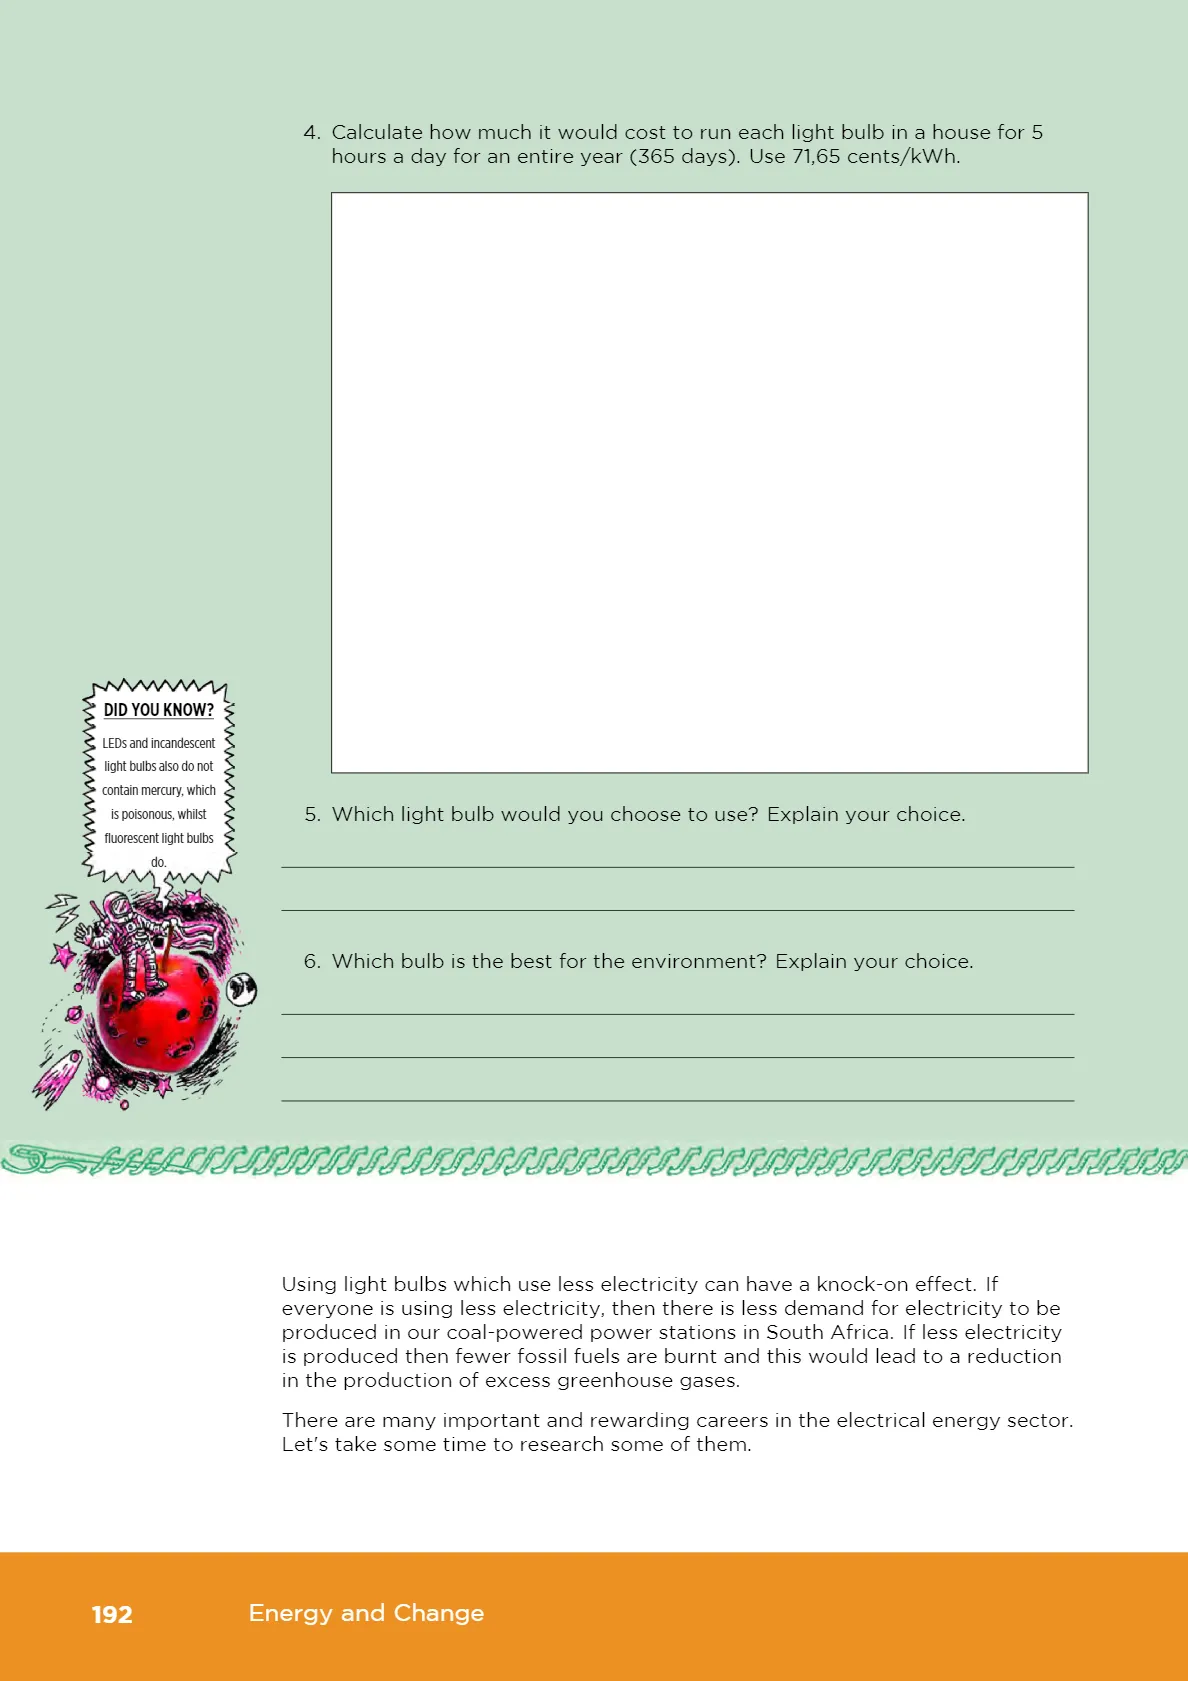 4. Calculate how much it would cost to run each light bulb in a house for 5
hours a day for an entire year (365 days). Use 71,65 cents/kWh.
DID YOU KNOW?
LEDs and incandescent
light bulbs also do not
contain mercury, which
is poisonous, whilst
fluorescent light bulbs
do.
5. Which light bulb would you choose to use? Explain your choice.
6. Which bulb is the best for the environment? Explain your choice.
Using light bulbs which use less electricity can have a knock-on effect. If
everyone is using less electricity, then there is less demand for electricity to be
produced in our coal-powered power stations in South Africa. If less electricity
is produced then fewer fossil fuels are burnt and this would lead to a reduction
in the production of excess greenhouse gases.
There are many important and rewarding careers in the electrical energy sector.
Let's take some time to research some of them.
192 Energy and Change